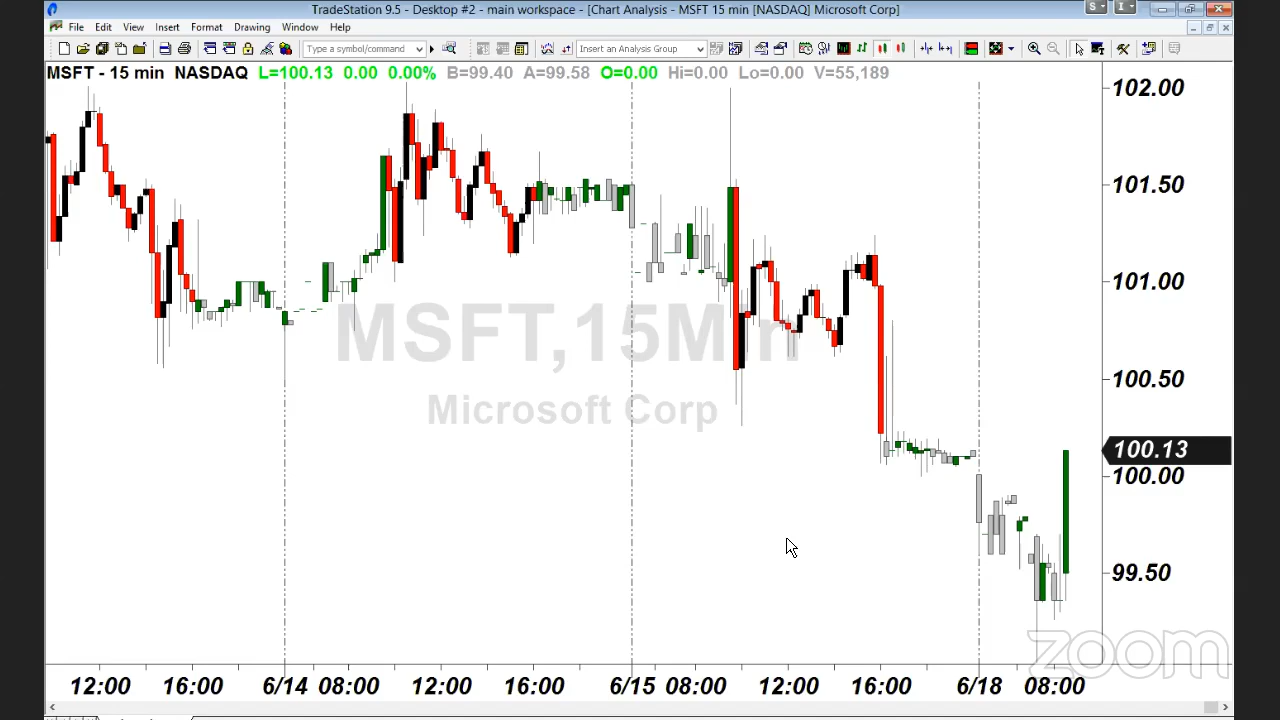 TradeStation 9.5 - Desktop #2 - main workspace - [Chart Analysis - MSFT 15 min [NASDAQ] Microsoft Corp]
S
I
File Edit View Insert Format Drawing Window Help
Type a symbol/command
Insert an Analysis Group
MSFT - 15 min NASDAQ L=100.13 0.00 0.00% B=99.40 A=99.58 O=0.00 Hi=0.00 Lo=0.00 V=55,189
102.00
101.50
101.00
MSFT,15Min
100.50
Microsoft Corp
100.13
100.00
99.50
zoom
12:00 16:00 6/14 08:00 12:00 16:00 6/15 08:00 12:00 16:00 6/18 08:00